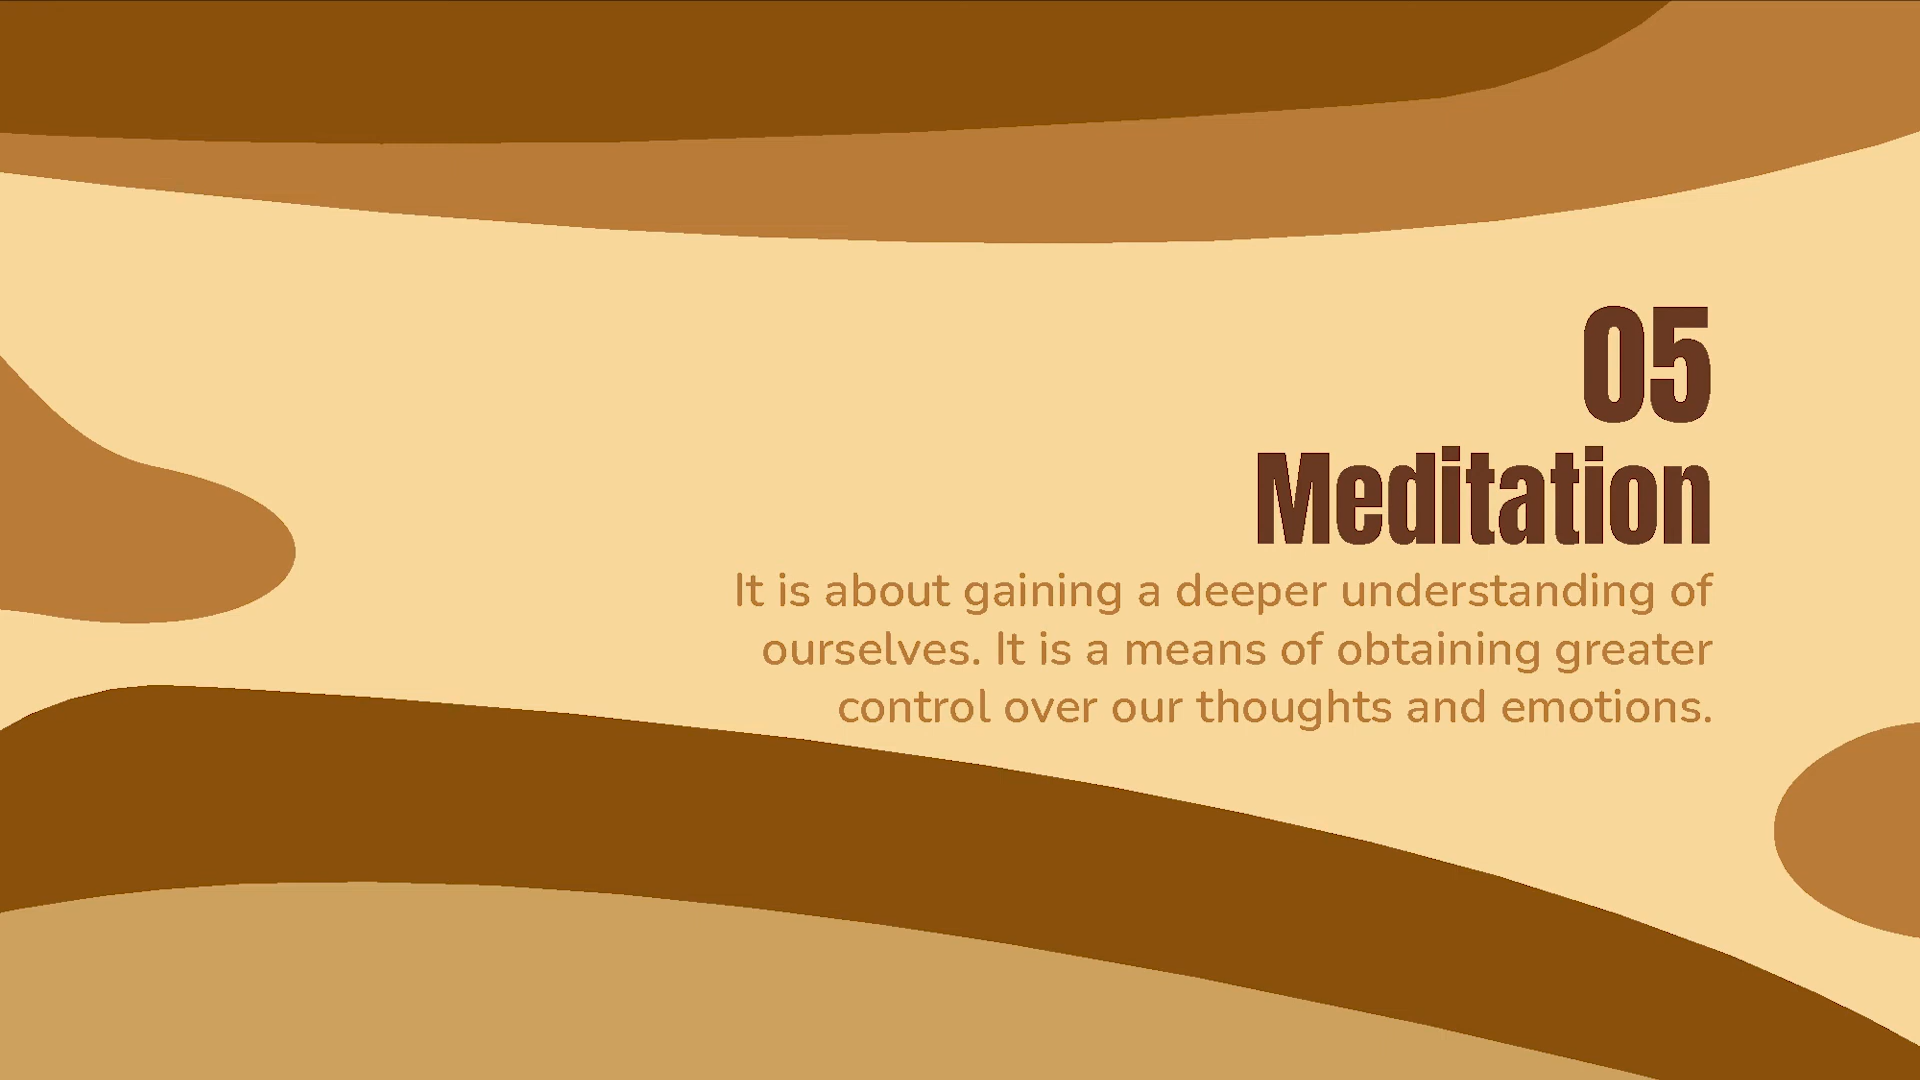 05
Meditation
It is about gaining a deeper understanding of
ourselves. It is a means of obtaining greater
control over our thoughts and emotions.